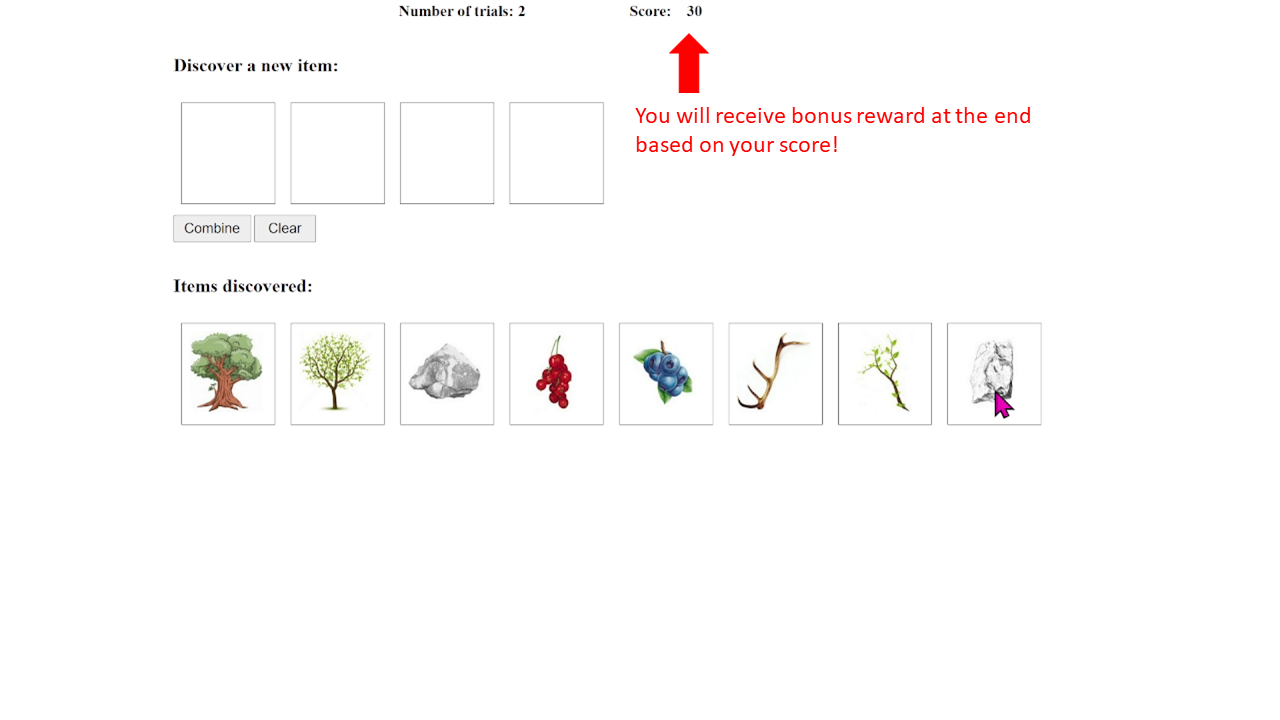 Number of trials: 2 Score: 30
Discover a new item:
You will receive bonus reward at the end
based on your score!
Combine Clear
Items discovered: